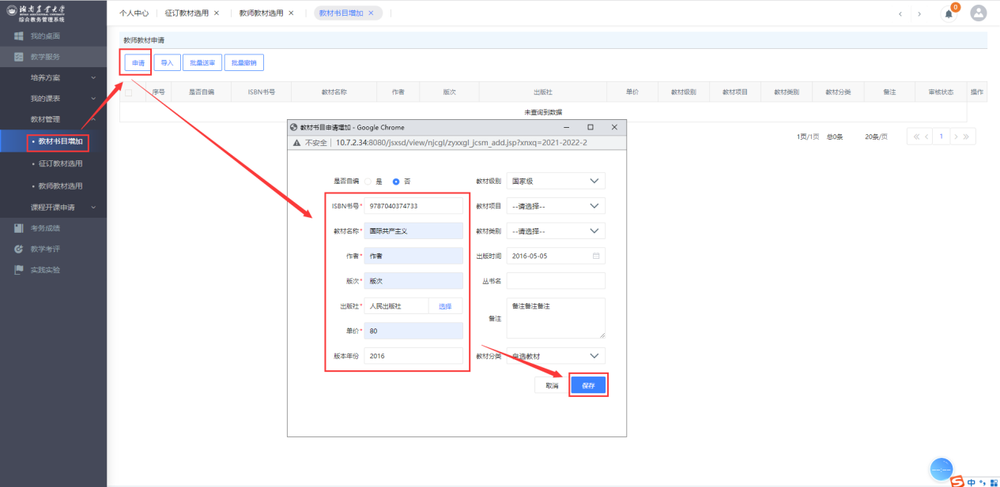 湖南农业大学
HUNAN AGRICULTURAL UNIVERSITY
综合教务管理系统
个人中心 征订教材选用 × 教师教材选用 × 教材书目增加 ×
0
我的桌面
教学服务
培养方案
我的课表
教材管理
• 教材书目增加
• 征订教材选用
• 教师教材选用
课程开课申请
考务成绩
教学考评
实践实验
教师教材申请
申请 导入 批量送审 批量撤销
序号 是否自编 ISBN书号 教材名称 作者 版次 出版社 单价 教材级别 教材项目 教材类别 教材分类 备注 审核状态 操作
未查询到数据
1页/1页 总0条 20条/页 1
教材书目申请增加 - Google Chrome
不安全 | 10.7.2.34:8080/jsxsd/view/njcgl/zyxxgl_jcsm_add.jsp?xnxq=2021-2022-2
是否自编 是 否 教材级别 国家级
ISBN书号* 9787040374733 教材项目 --请选择--
教材名称* 国际共产主义 教材类别 --请选择--
作者* 作者 出版时间 2016-05-05
版次* 版次 丛书名
出版社* 人民出版社 选择 备注 备注备注备注
单价* 80
版本年份 2016 教材分类 自选教材
取消 保存
中